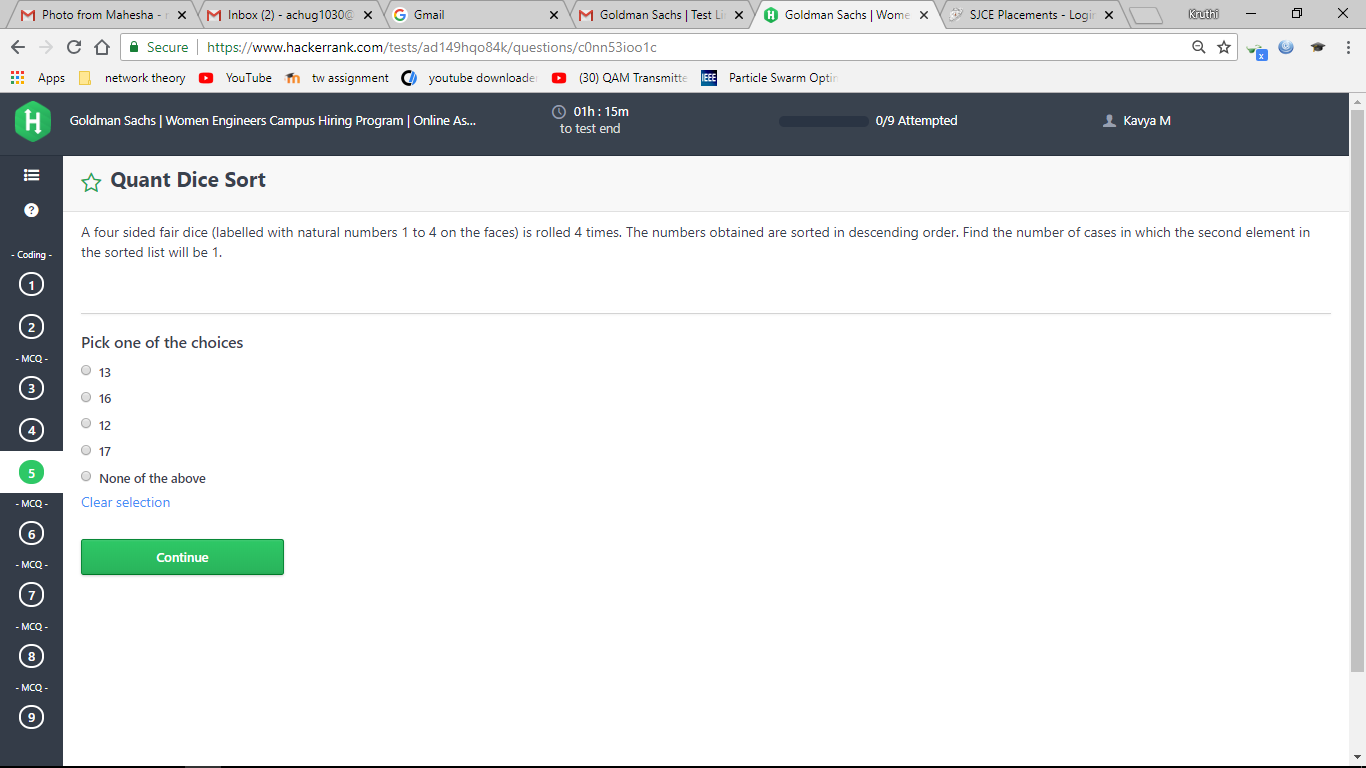 Photo from Mahesha -
Inbox (2) - achug1030@
Gmail
Goldman Sachs | Test Li
Goldman Sachs | Wome
SJCE Placements - Login
Kruthi
Secure
https://www.hackerrank.com/tests/ad149hqo84k/questions/c0nn53ioo1c
Apps
network theory
YouTube
tw assignment
youtube downloader
(30) QAM Transmitte
IEEE
Particle Swarm Optim
Goldman Sachs | Women Engineers Campus Hiring Program | Online As...
01h : 15m
to test end
0/9 Attempted
Kavya M
Quant Dice Sort
A four sided fair dice (labelled with natural numbers 1 to 4 on the faces) is rolled 4 times. The numbers obtained are sorted in descending order. Find the number of cases in which the second element in
the sorted list will be 1.
Pick one of the choices
13
16
12
17
None of the above
Clear selection
Continue
?
- Coding -
1
2
- MCQ -
3
4
5
- MCQ -
6
- MCQ -
7
- MCQ -
8
- MCQ -
9